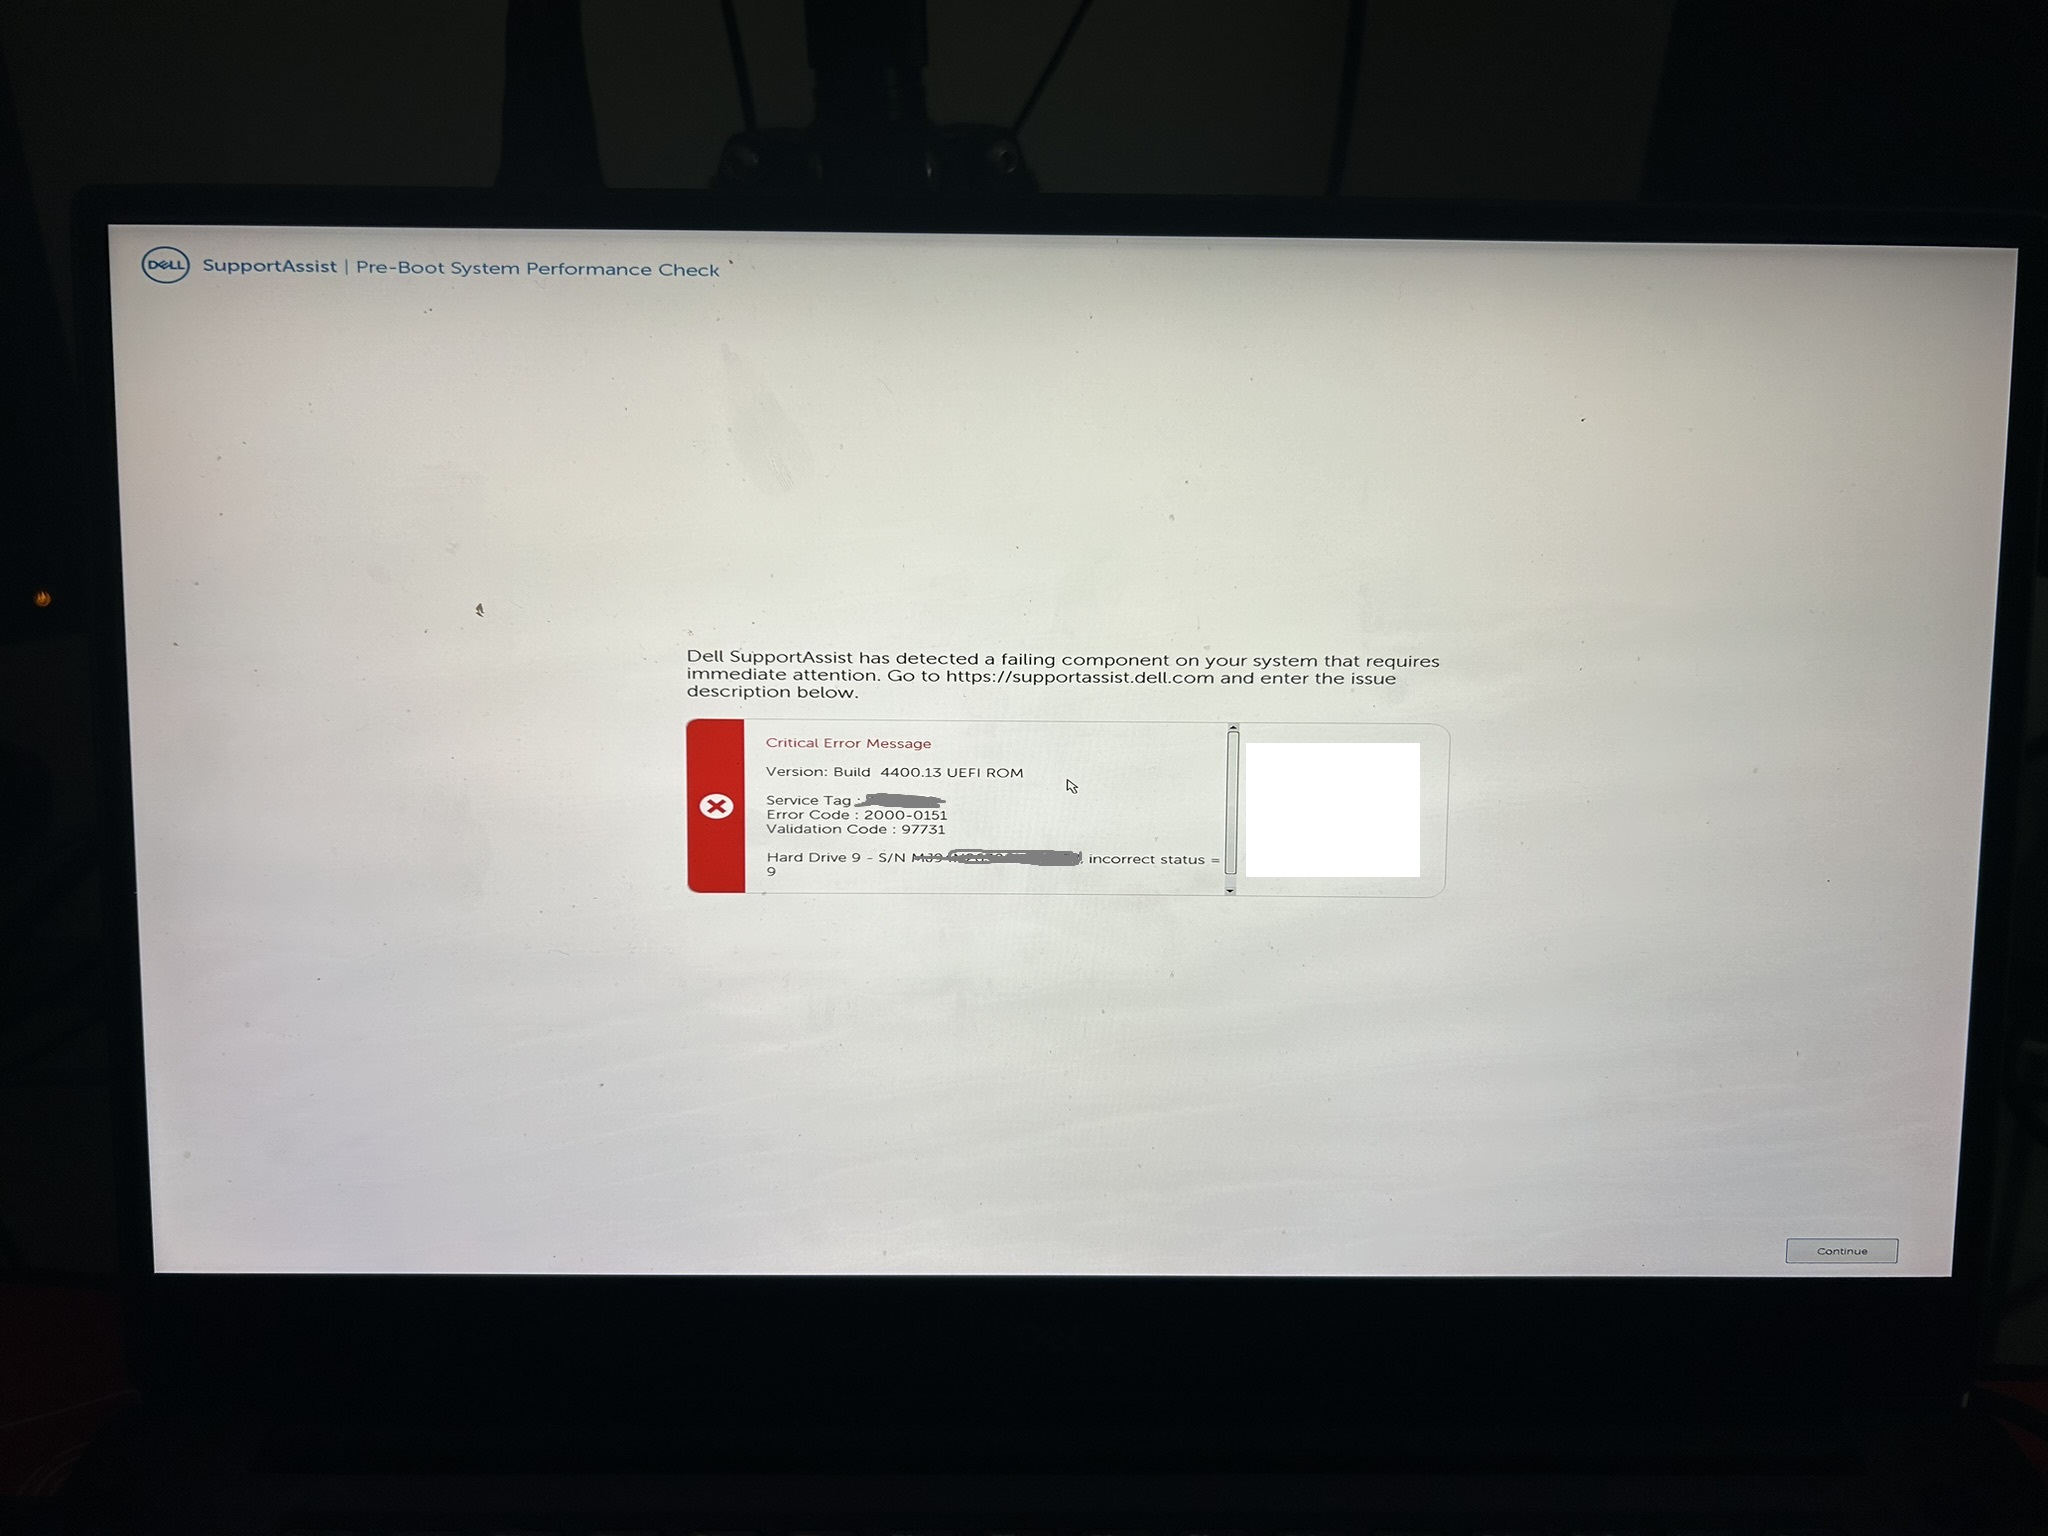 DELL SupportAssist | Pre-Boot System Performance Check
Dell SupportAssist has detected a failing component on your system that requires
immediate attention. Go to https://supportassist.dell.com and enter the issue
description below.
Critical Error Message
Version: Build 4400.13 UEFI ROM
Service Tag :
Error Code : 2000-0151
Validation Code : 97731
Hard Drive 9 - S/N incorrect status =
9
Continue